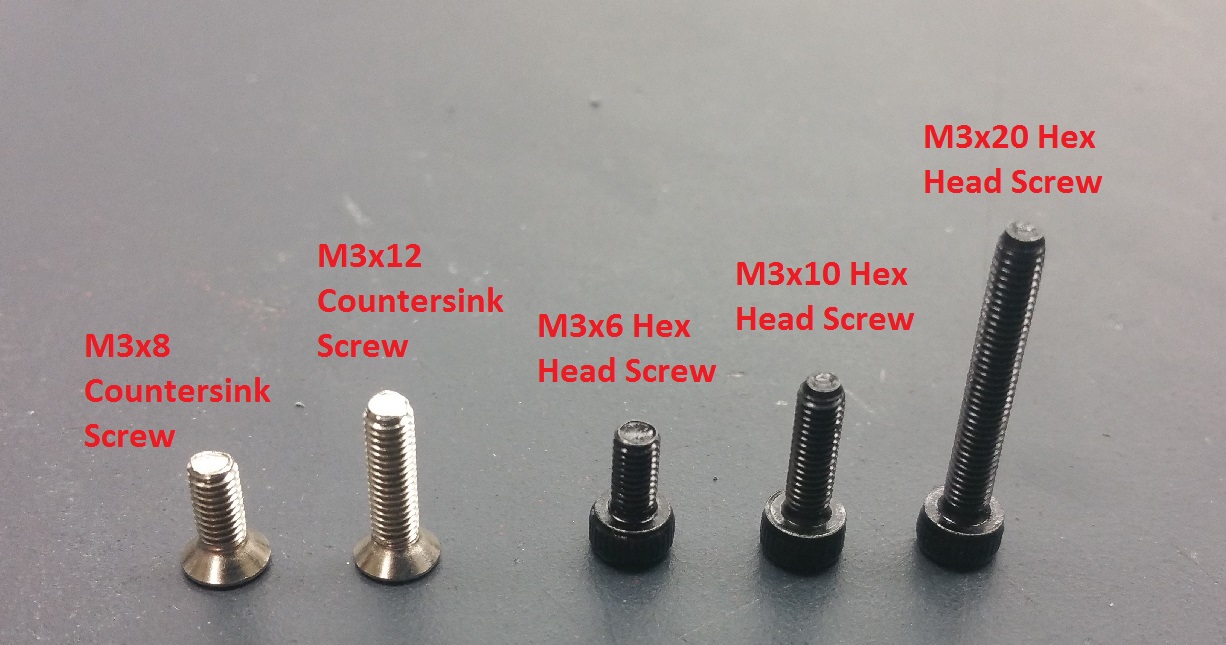 M3x8
Countersink
Screw
M3x12
Countersink
Screw
M3x6 Hex
Head Screw
M3x10 Hex
Head Screw
M3x20 Hex
Head Screw